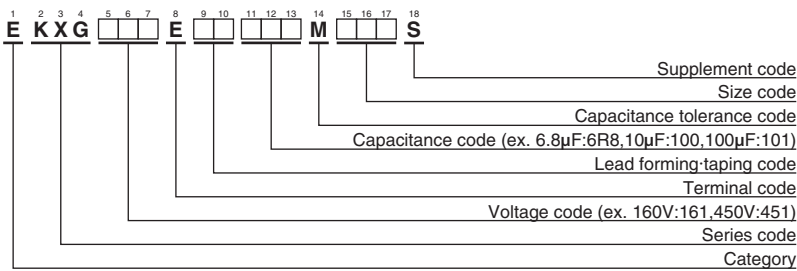 1 2 3 4 5 6 7 8 9 10 11 12 13 14 15 16 17 18
E KXG E M S
Supplement code
Size code
Capacitance tolerance code
Capacitance code (ex. 6.8μF:6R8,10μF:100,100μF:101)
Lead forming·taping code
Terminal code
Voltage code (ex. 160V:161,450V:451)
Series code
Category